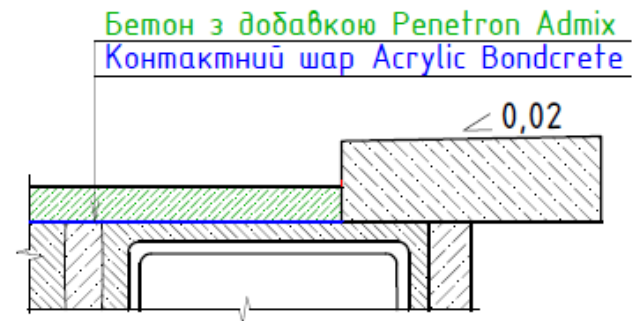 Бетон з добавкою Penetron Admix
Контактний шар Acrylic Bondcrete
0,02